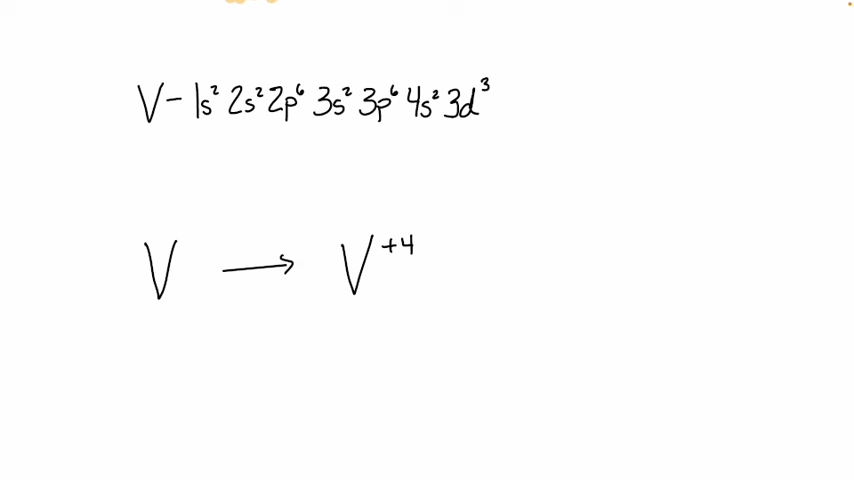 V - 1s² 2s² 2p⁶ 3s² 3p⁶ 4s² 3d³
V → V⁺⁴